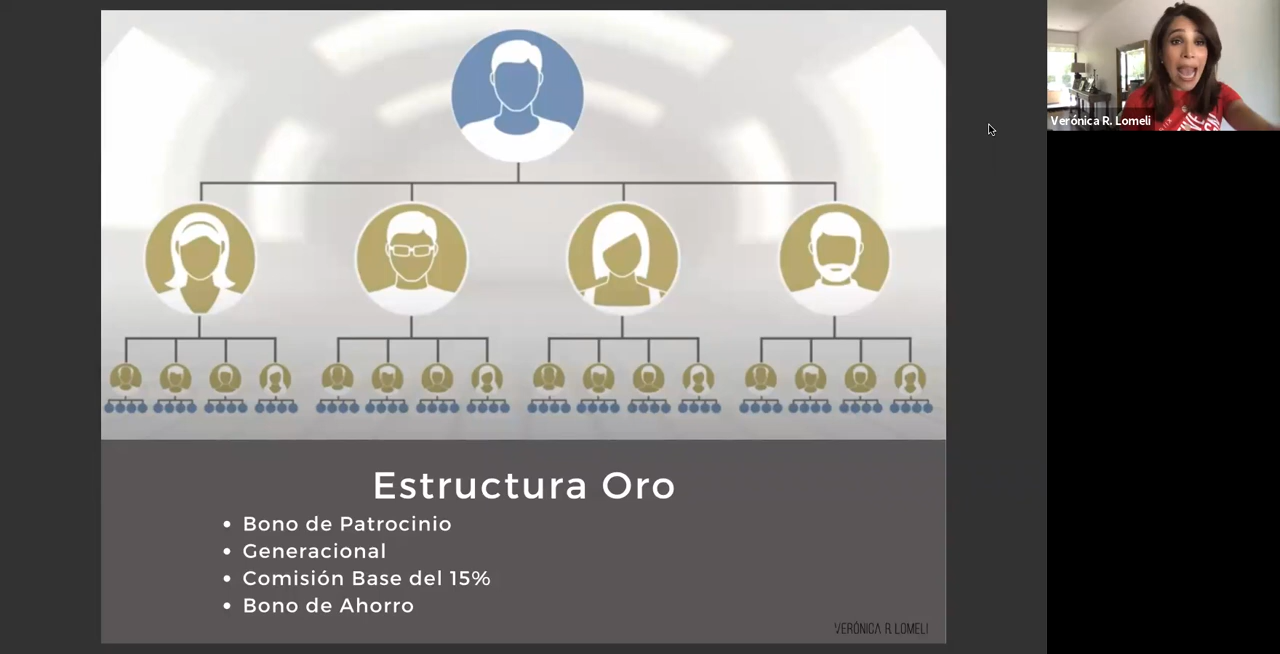 Verónica R. Lomeli
Estructura Oro
Bono de Patrocinio
Generacional
Comisión Base del 15%
Bono de Ahorro
VERÓNICA R LOMELI